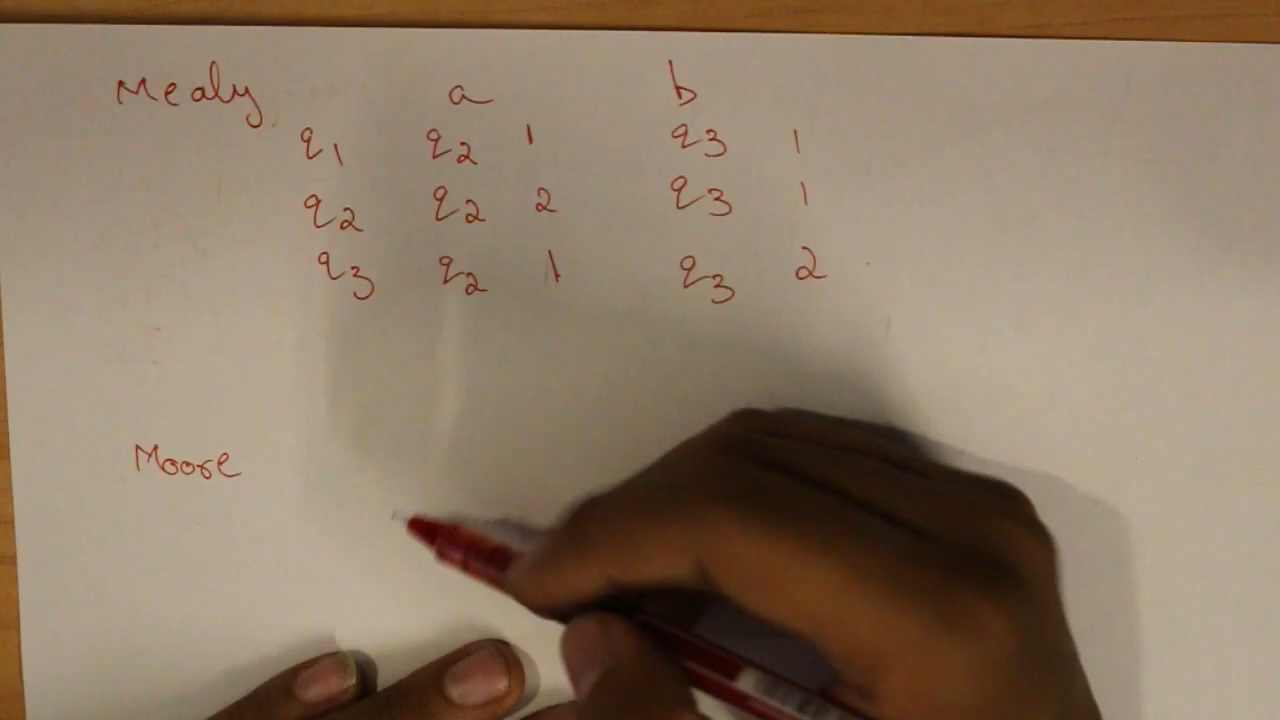 Mealy a b
q1 q2 1 q3 1
q2 q2 2 q3 1
q3 q2 1 q3 2
Moore